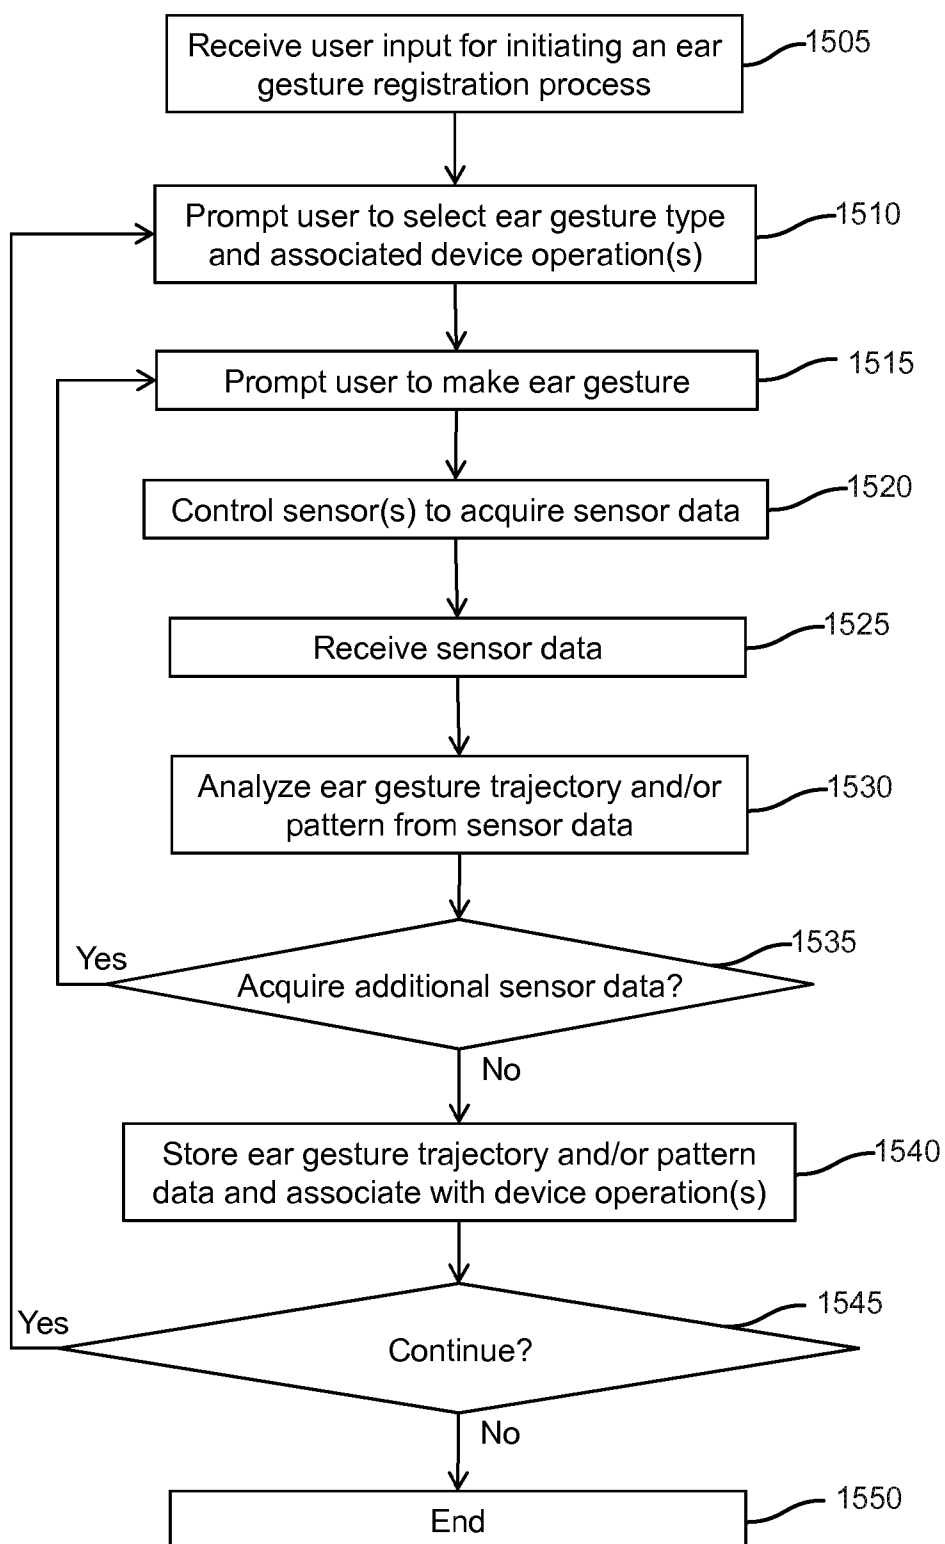 Receive user input for initiating an ear
gesture registration process
1505
Prompt user to select ear gesture type
and associated device operation(s)
1510
Prompt user to make ear gesture
1515
Control sensor(s) to acquire sensor data
1520
Receive sensor data
1525
Analyze ear gesture trajectory and/or
pattern from sensor data
1530
Acquire additional sensor data?
1535
Yes
No
Store ear gesture trajectory and/or pattern
data and associate with device operation(s)
1540
Continue?
1545
Yes
No
End
1550